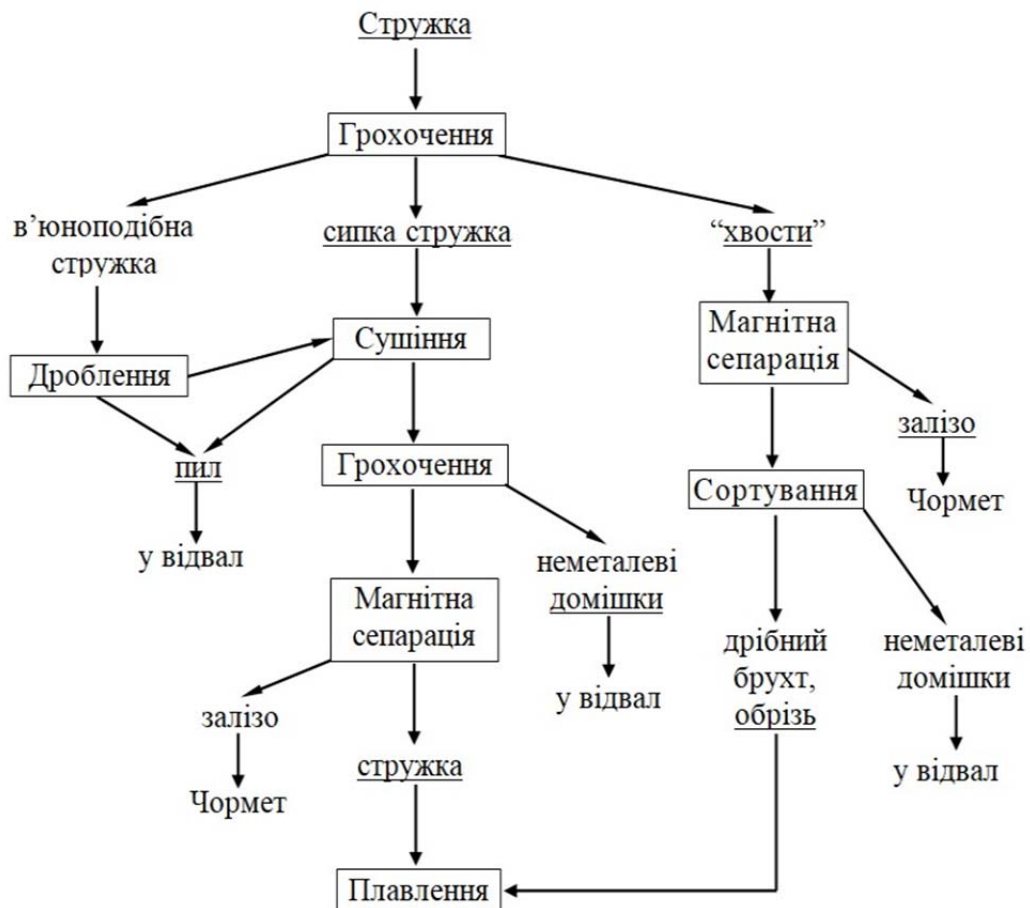 Стружка
Грохочення
в’юноподібна
стружка
сипка стружка
“хвости”
Дроблення
Сушіння
Магнітна
сепарація
залізо
Чормет
пил
у відвал
Грохочення
Сортування
неметалеві
домішки
у відвал
Магнітна
сепарація
дрібний
брухт,
обрізь
неметалеві
домішки
у відвал
залізо
Чормет
стружка
Плавлення